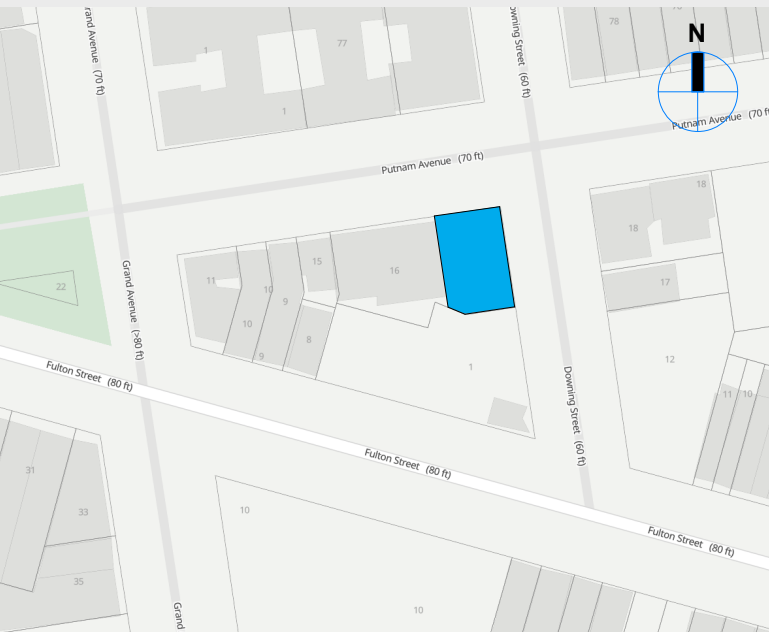 78
N
Grand Avenue (70 ft)
Downing Street (60 ft)
1
77
1
Putnam Avenue (70 ft)
Putnam Avenue (70 ft
18
18
11
15
16
10
9
10
9
8
22
17
12
1
11
10
Grand Avenue (>80 ft)
Fulton Street (80 ft)
Downing Street (60 ft)
Fulton Street (80 ft)
Fulton Street (80 ft)
31
33
35
10
10
Grand